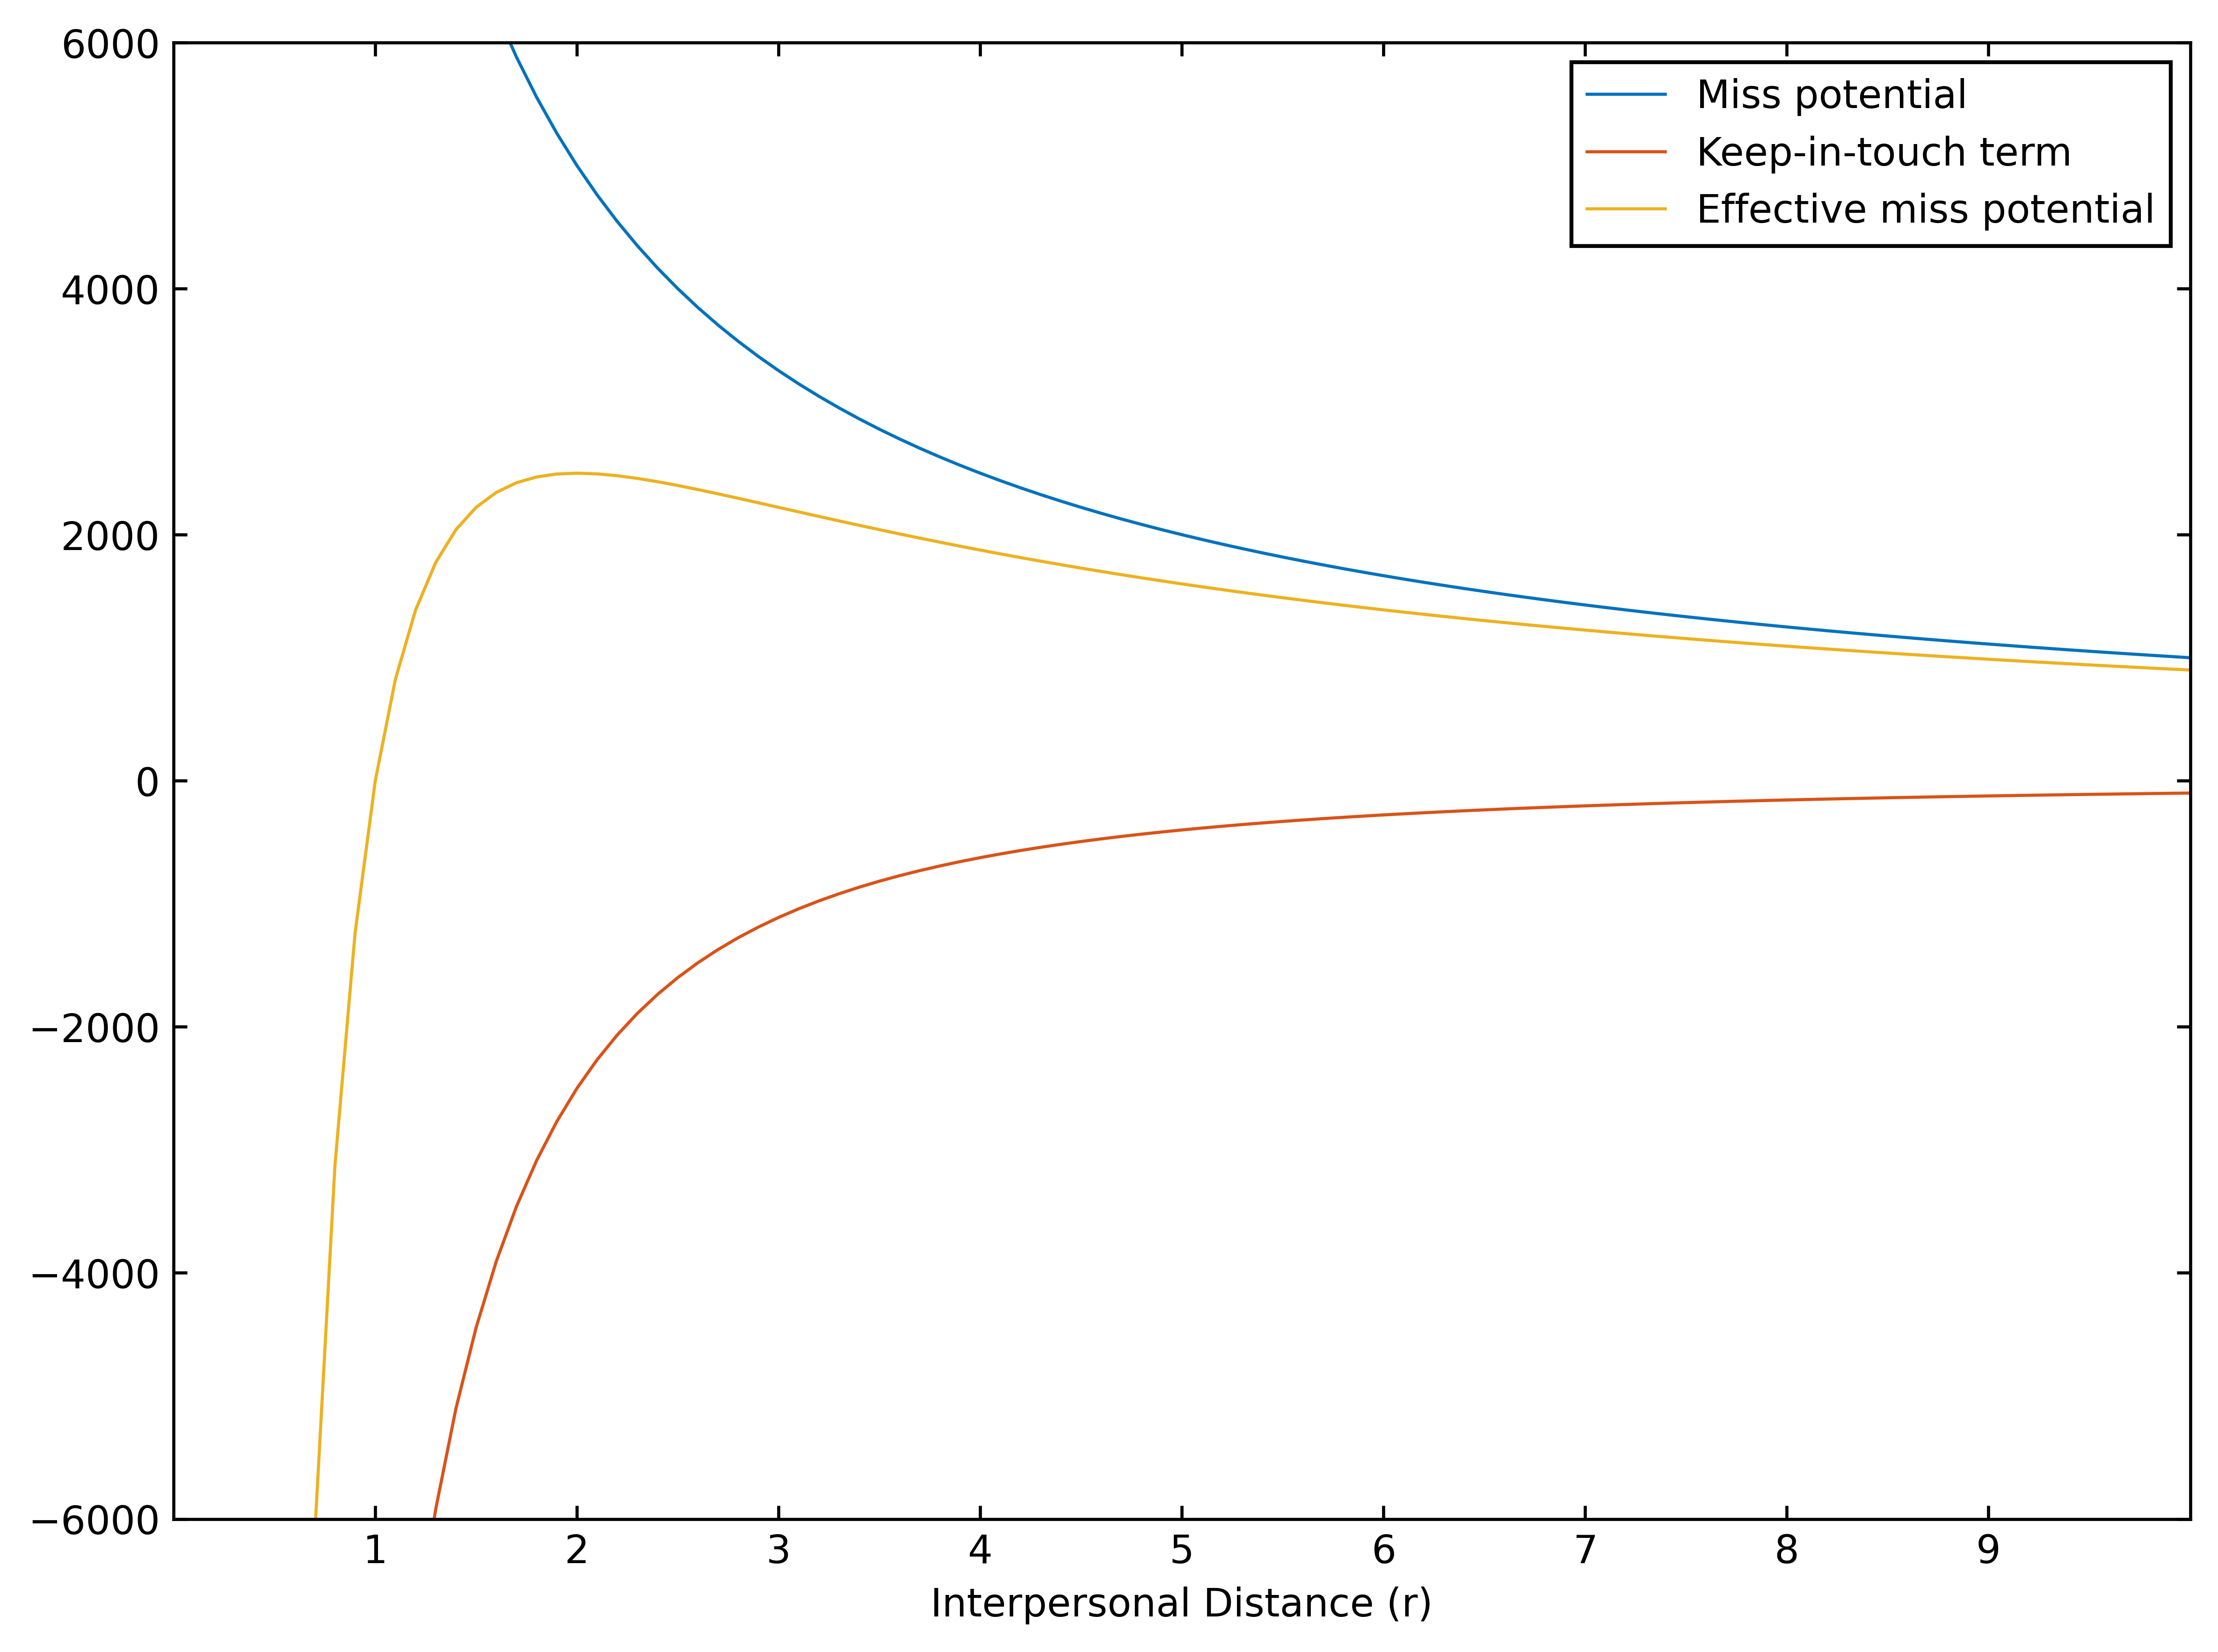 6000
4000
2000
0
−2000
−4000
−6000
Miss potential
Keep-in-touch term
Effective miss potential
1 2 3 4 5 6 7 8 9
Interpersonal Distance (r)